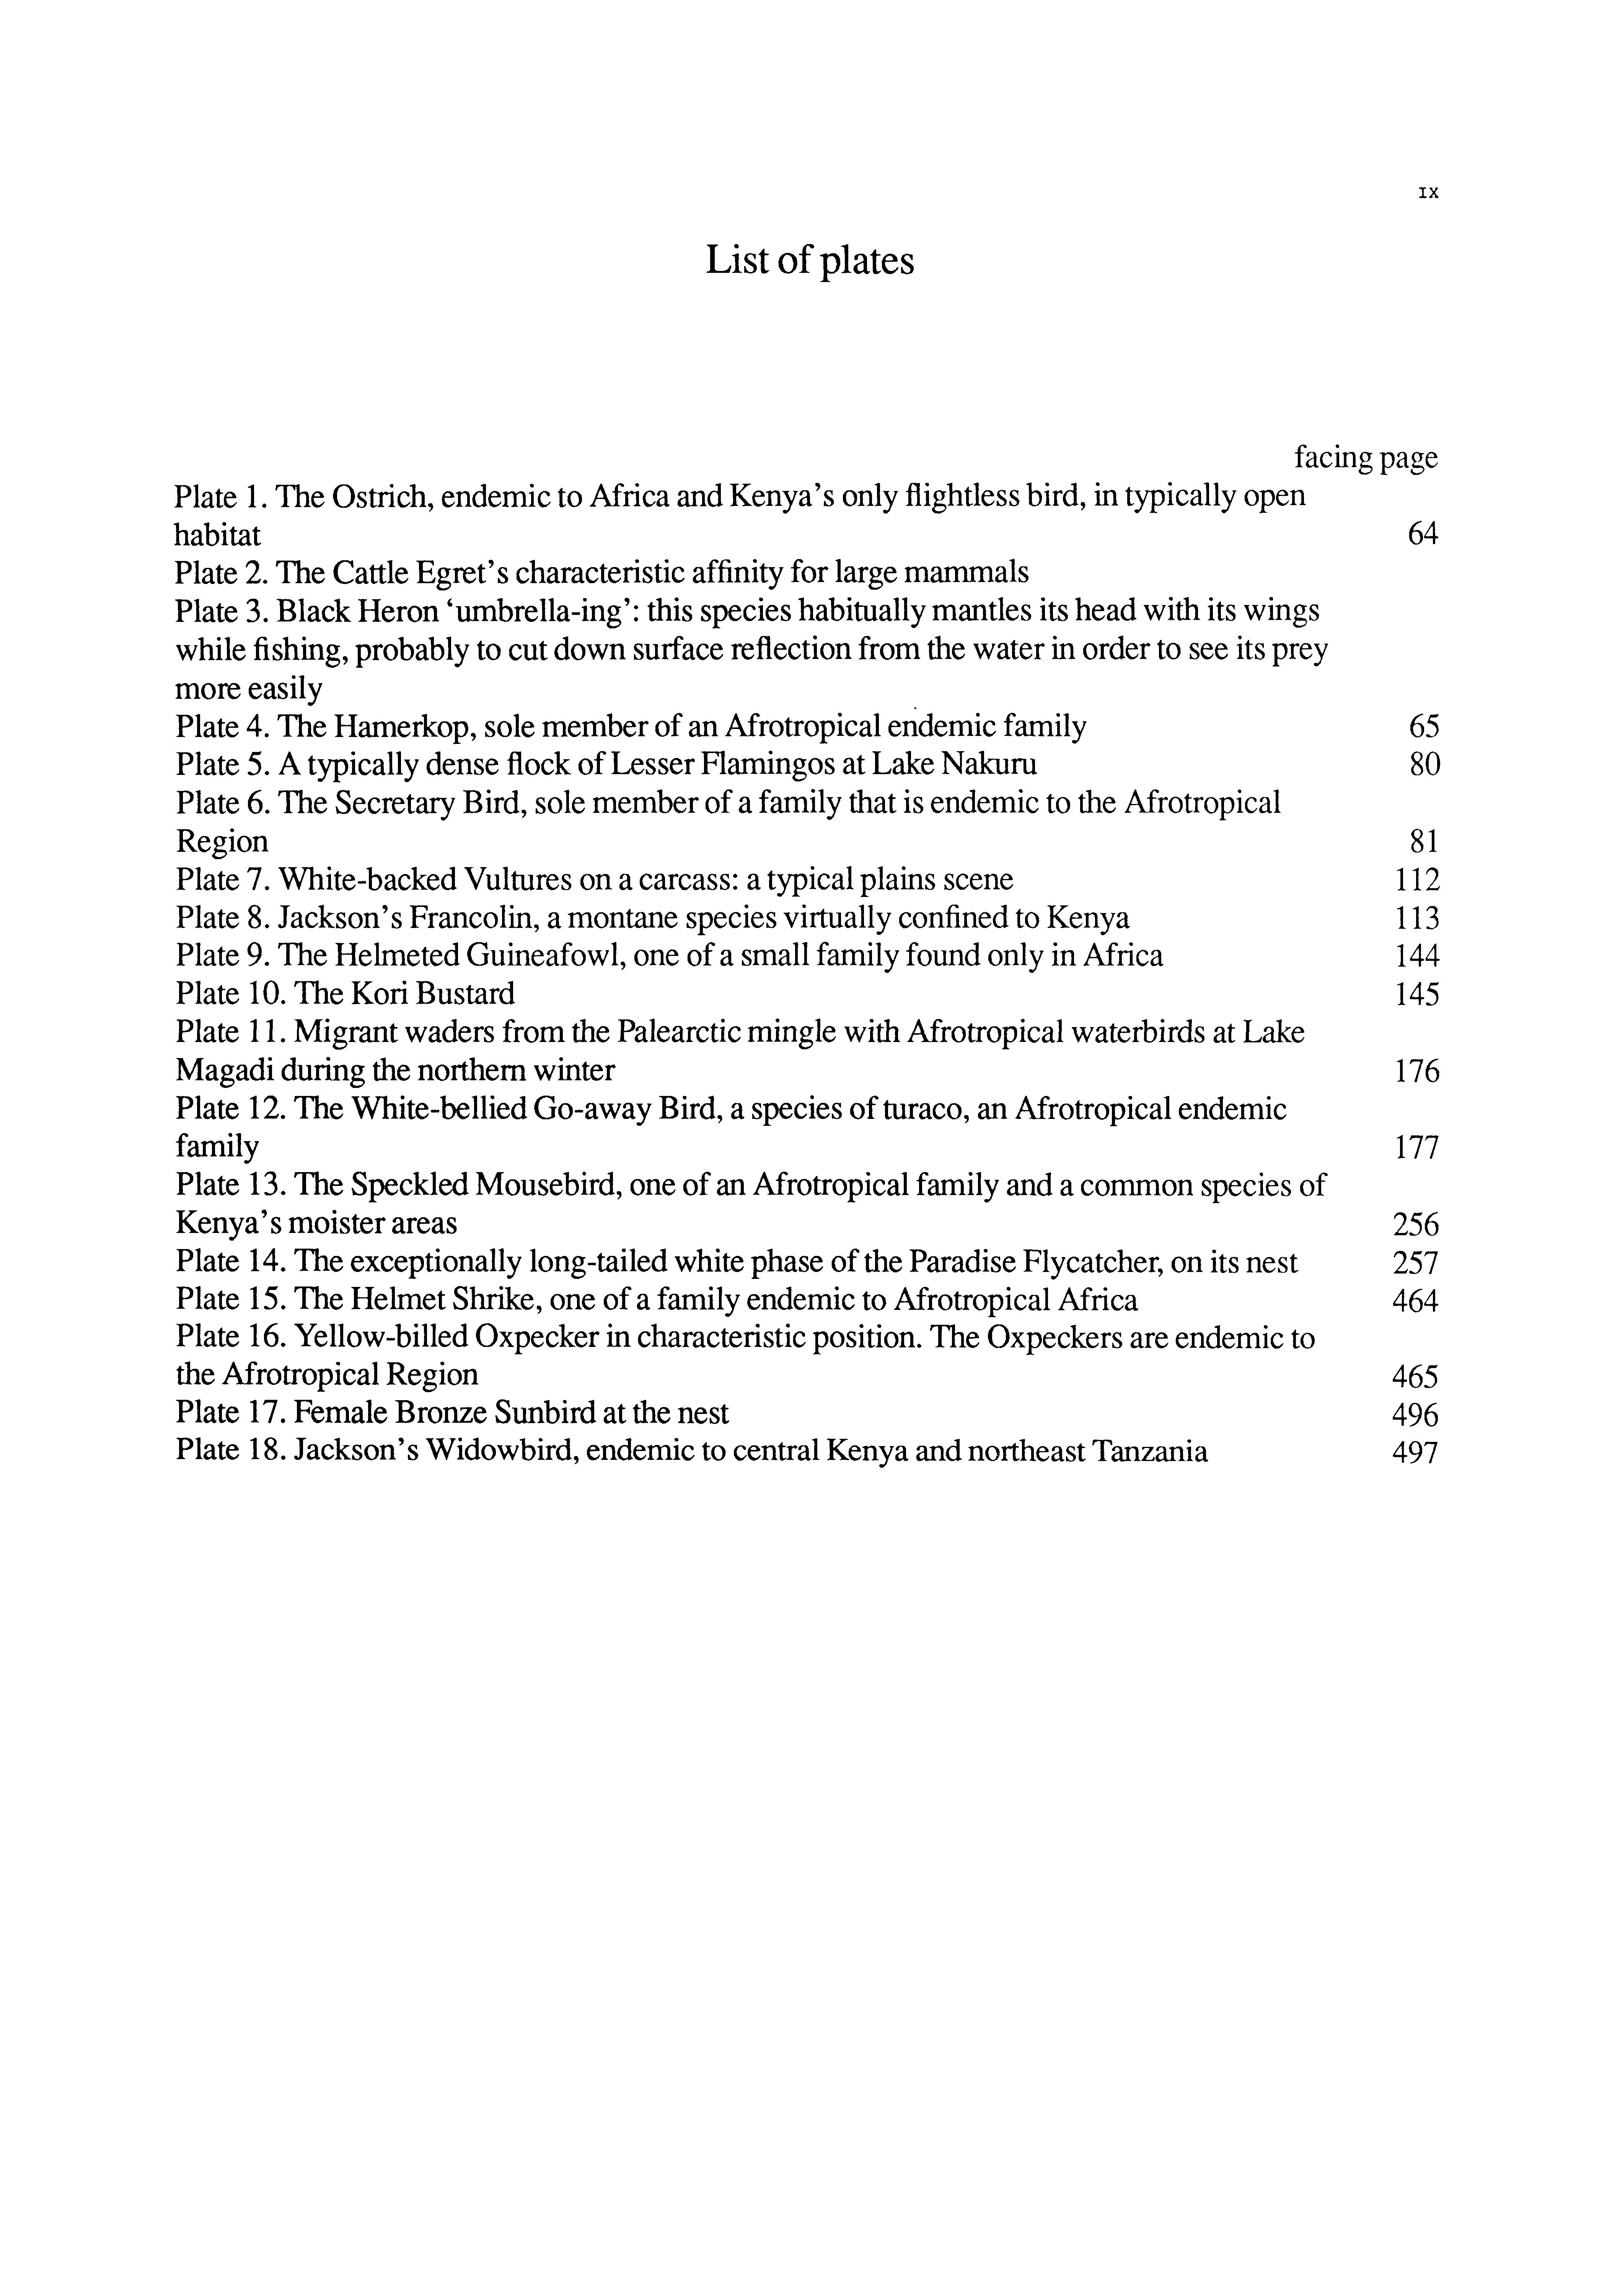 ix
List of plates
facing page
Plate 1. The Ostrich, endemic to Africa and Kenya’s only flightless bird, in typically open
habitat 64
Plate 2. The Cattle Egret’s characteristic affinity for large mammals
Plate 3. Black Heron ‘umbrella-ing’: this species habitually mantles its head with its wings
while fishing, probably to cut down surface reflection from the water in order to see its prey
more easily
Plate 4. The Hamerkop, sole member of an Afrotropical endemic family 65
Plate 5. A typically dense flock of Lesser Flamingos at Lake Nakuru 80
Plate 6. The Secretary Bird, sole member of a family that is endemic to the Afrotropical
Region 81
Plate 7. White-backed Vultures on a carcass: a typical plains scene 112
Plate 8. Jackson’s Francolin, a montane species virtually confined to Kenya 113
Plate 9. The Helmeted Guineafowl, one of a small family found only in Africa 144
Plate 10. The Kori Bustard 145
Plate 11. Migrant waders from the Palearctic mingle with Afrotropical waterbirds at Lake
Magadi during the northern winter 176
Plate 12. The White-bellied Go-away Bird, a species of turaco, an Afrotropical endemic
family 177
Plate 13. The Speckled Mousebird, one of an Afrotropical family and a common species of
Kenya’s moister areas 256
Plate 14. The exceptionally long-tailed white phase of the Paradise Flycatcher, on its nest 257
Plate 15. The Helmet Shrike, one of a family endemic to Afrotropical Africa 464
Plate 16. Yellow-billed Oxpecker in characteristic position. The Oxpeckers are endemic to
the Afrotropical Region 465
Plate 17. Female Bronze Sunbird at the nest 496
Plate 18. Jackson’s Widowbird, endemic to central Kenya and northeast Tanzania 497